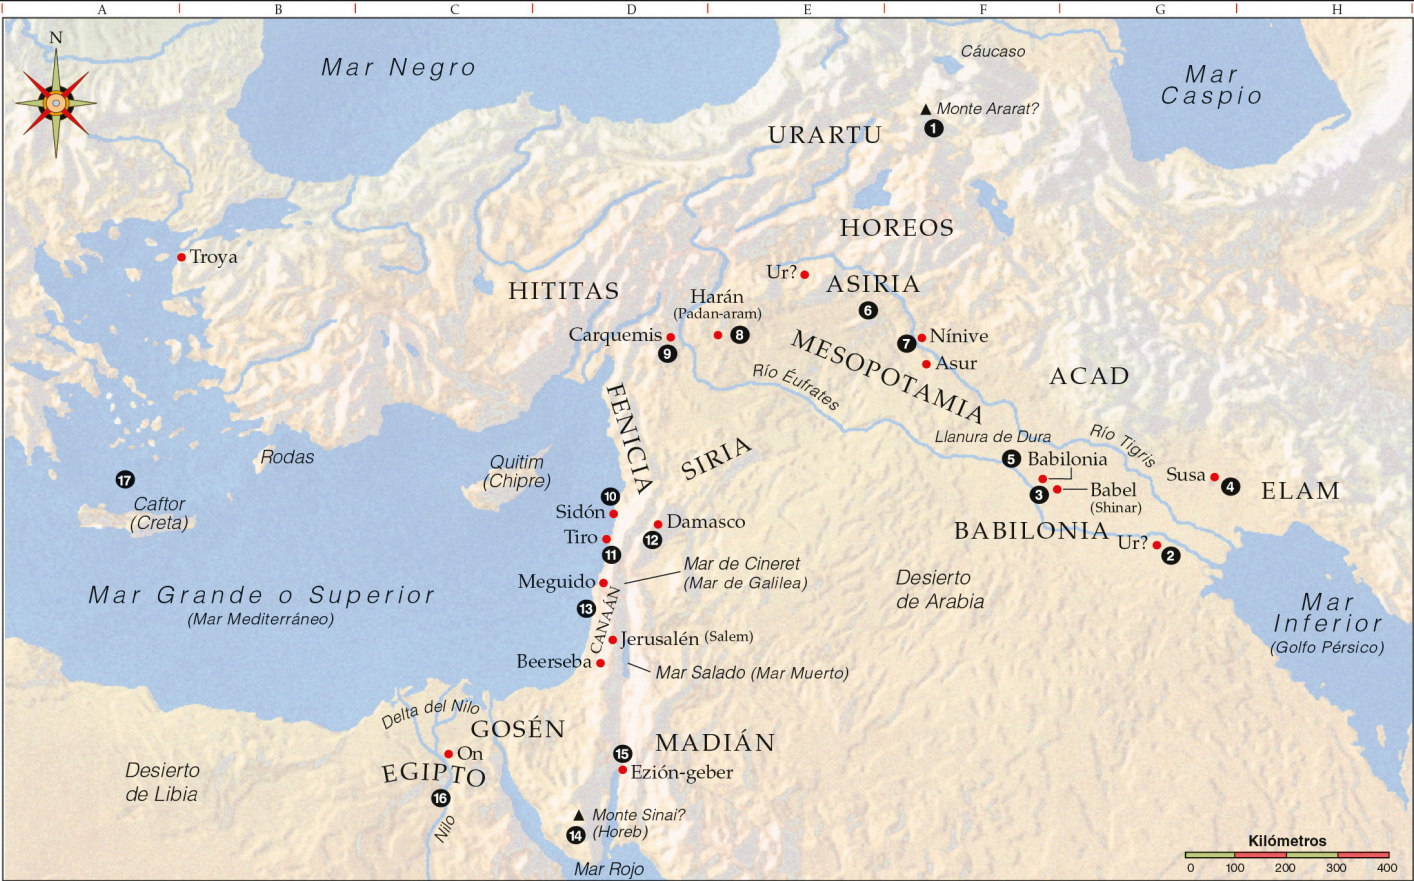 A B C D E F G H
N
Mar Negro
Cáucaso
Mar
Caspio
Monte Ararat?
1
URARTU
HOREOS
Troya
Ur?
ASIRIA
6
HITITAS
Harán
(Padan-aram)
8
Carquemis
9
7
Nínive
Asur
MESOPOTAMIA
ACAD
Río Éufrates
FENICIA
SIRIA
Llanura de Dura
Río Tigris
5
Babilonia
3
Babel
(Shinar)
Susa
4
ELAM
Rodas
Quitim
(Chipre)
17
Caftor
(Creta)
10
Sidón
Tiro
11
Damasco
12
BABILONIA
Ur?
2
Mar de Cineret
(Mar de Galilea)
Meguido
13
CANAÁN
Desierto
de Arabia
Mar Grande o Superior
(Mar Mediterráneo)
Mar
Inferior
(Golfo Pérsico)
Jerusalén (Salem)
Beerseba
Mar Salado (Mar Muerto)
Delta del Nilo
GOSÉN
On
EGIPTO
16
Nilo
MADIÁN
15
Ezión-geber
Desierto
de Libia
Monte Sinai?
(Horeb)
14
Mar Rojo
Kilómetros
0 100 200 300 400